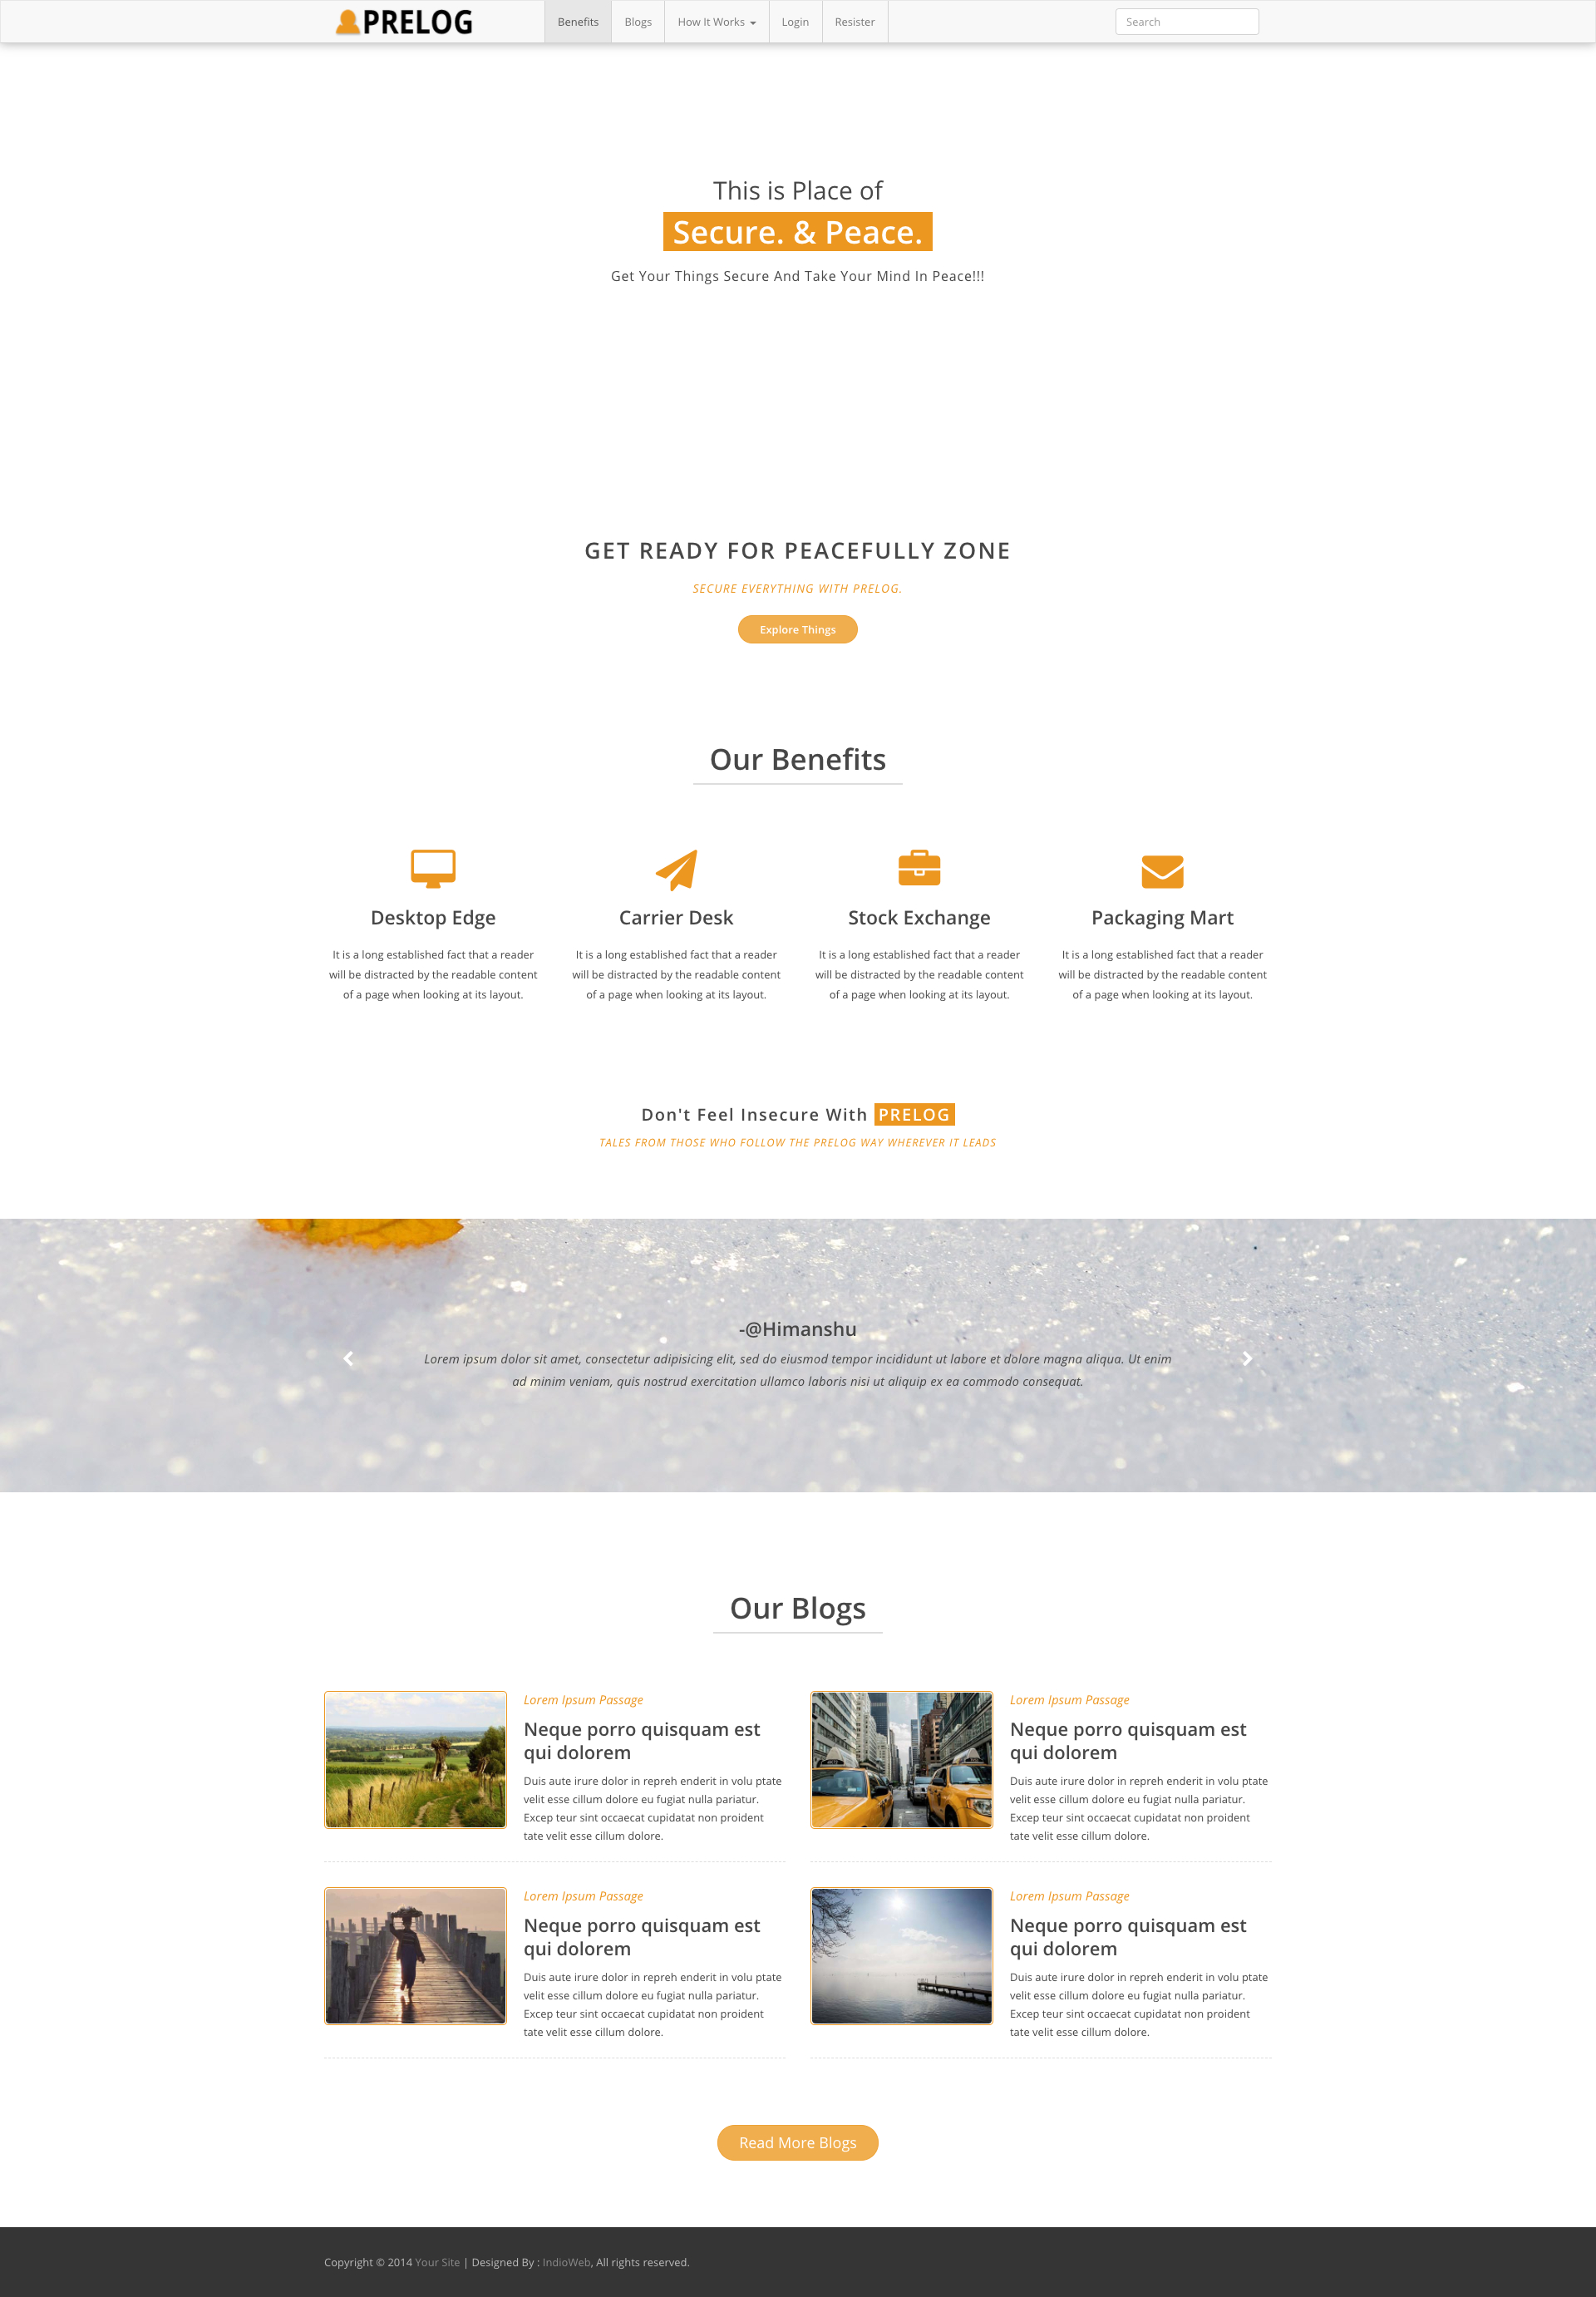 PRELOG
Benefits
Blogs
How It Works
Login
Resister
Search
This is Place of
Secure. & Peace.
Get Your Things Secure And Take Your Mind In Peace!!!
GET READY FOR PEACEFULLY ZONE
SECURE EVERYTHING WITH PRELOG.
Explore Things
Our Benefits
Desktop Edge
It is a long established fact that a reader
will be distracted by the readable content
of a page when looking at its layout.
Carrier Desk
It is a long established fact that a reader
will be distracted by the readable content
of a page when looking at its layout.
Stock Exchange
It is a long established fact that a reader
will be distracted by the readable content
of a page when looking at its layout.
Packaging Mart
It is a long established fact that a reader
will be distracted by the readable content
of a page when looking at its layout.
Don't Feel Insecure With PRELOG
TALES FROM THOSE WHO FOLLOW THE PRELOG WAY WHEREVER IT LEADS
-@Himanshu
Lorem ipsum dolor sit amet, consectetur adipisicing elit, sed do eiusmod tempor incididunt ut labore et dolore magna aliqua. Ut enim
ad minim veniam, quis nostrud exercitation ullamco laboris nisi ut aliquip ex ea commodo consequat.
Our Blogs
Lorem Ipsum Passage
Neque porro quisquam est
qui dolorem
Duis aute irure dolor in repreh enderit in volu ptate
velit esse cillum dolore eu fugiat nulla pariatur.
Excep teur sint occaecat cupidatat non proident
tate velit esse cillum dolore.
Lorem Ipsum Passage
Neque porro quisquam est
qui dolorem
Duis aute irure dolor in repreh enderit in volu ptate
velit esse cillum dolore eu fugiat nulla pariatur.
Excep teur sint occaecat cupidatat non proident
tate velit esse cillum dolore.
Lorem Ipsum Passage
Neque porro quisquam est
qui dolorem
Duis aute irure dolor in repreh enderit in volu ptate
velit esse cillum dolore eu fugiat nulla pariatur.
Excep teur sint occaecat cupidatat non proident
tate velit esse cillum dolore.
Lorem Ipsum Passage
Neque porro quisquam est
qui dolorem
Duis aute irure dolor in repreh enderit in volu ptate
velit esse cillum dolore eu fugiat nulla pariatur.
Excep teur sint occaecat cupidatat non proident
tate velit esse cillum dolore.
Read More Blogs
Copyright © 2014 Your Site | Designed By : IndioWeb, All rights reserved.